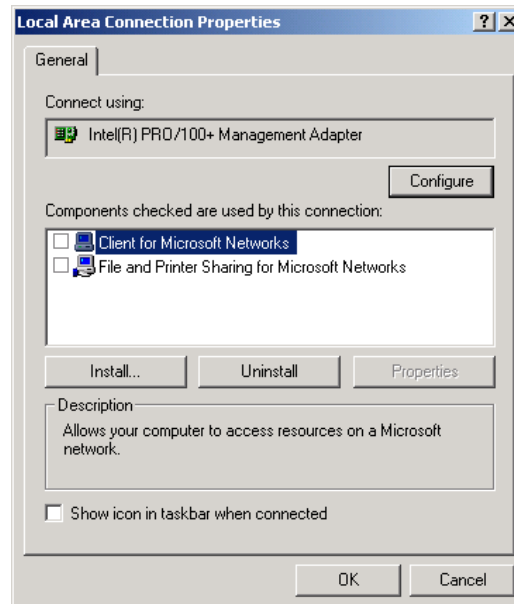 Local Area Connection Properties
General
Connect using:
Intel(R) PRO/100+ Management Adapter
Configure
Components checked are used by this connection:
Client for Microsoft Networks
File and Printer Sharing for Microsoft Networks
Install...
Uninstall
Properties
Description
Allows your computer to access resources on a Microsoft
network.
Show icon in taskbar when connected
OK
Cancel